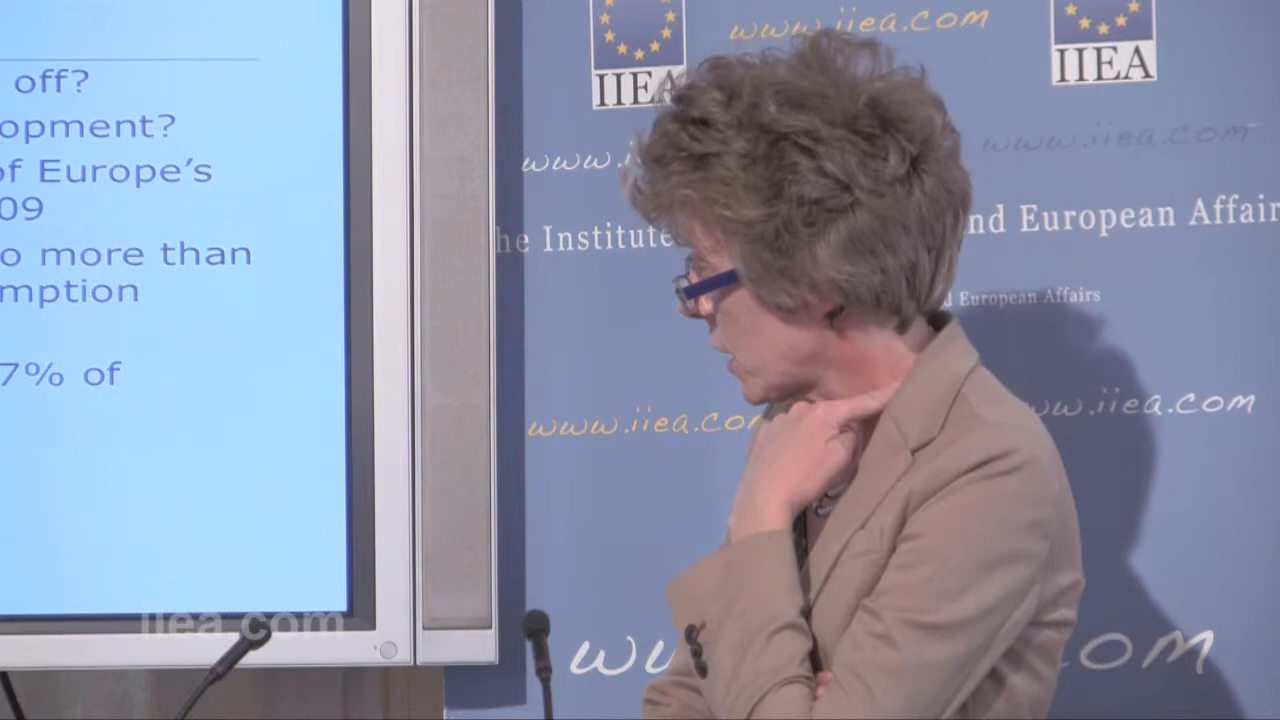 off?
opment?
of Europe's
09
o more than
mption
7% of
iiea.com
www.iiea.com
IIEA
IIEA
www.i
www.iiea.com
he Institute
nd European Affair
d European Affairs
www.iiea.com
ww.iiea.com
wu
.com